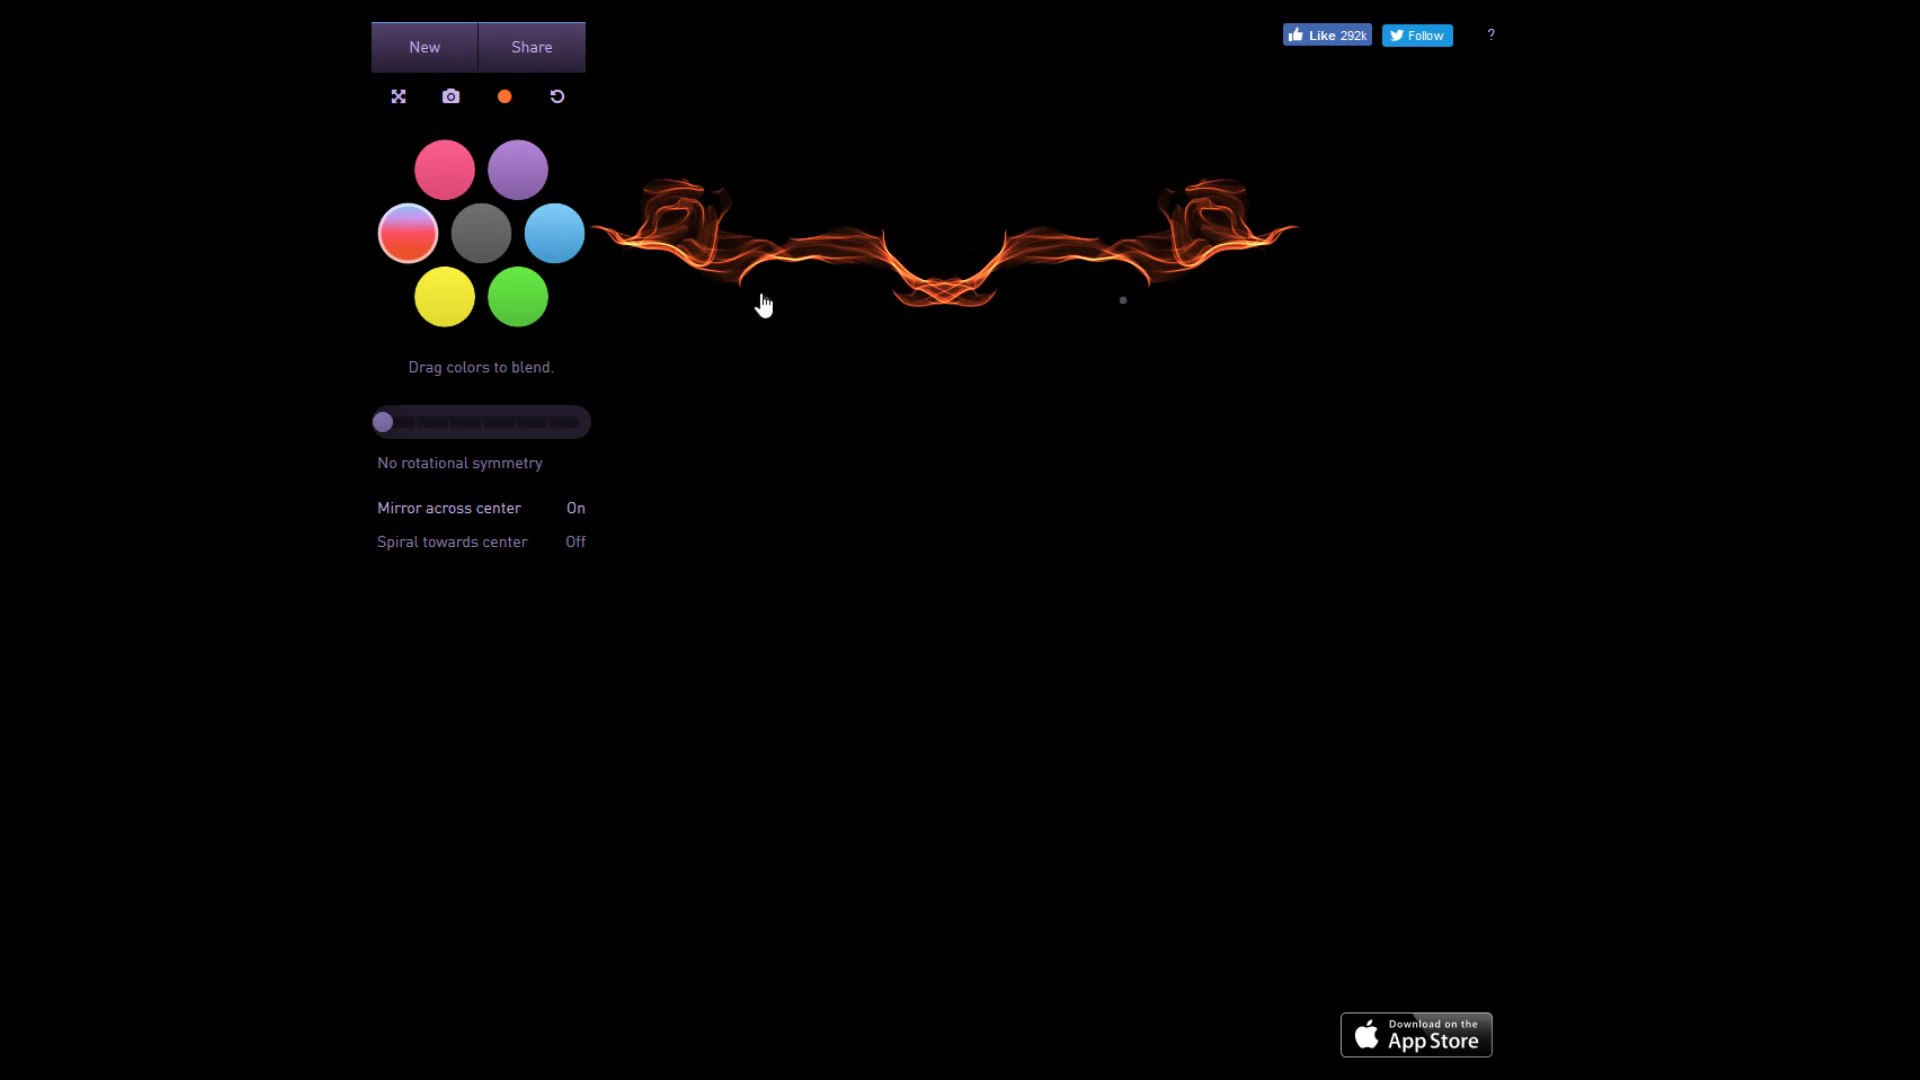 New
Share
Like 292k
Follow
?
Drag colors to blend.
No rotational symmetry
Mirror across center On
Spiral towards center Off
Download on the
App Store